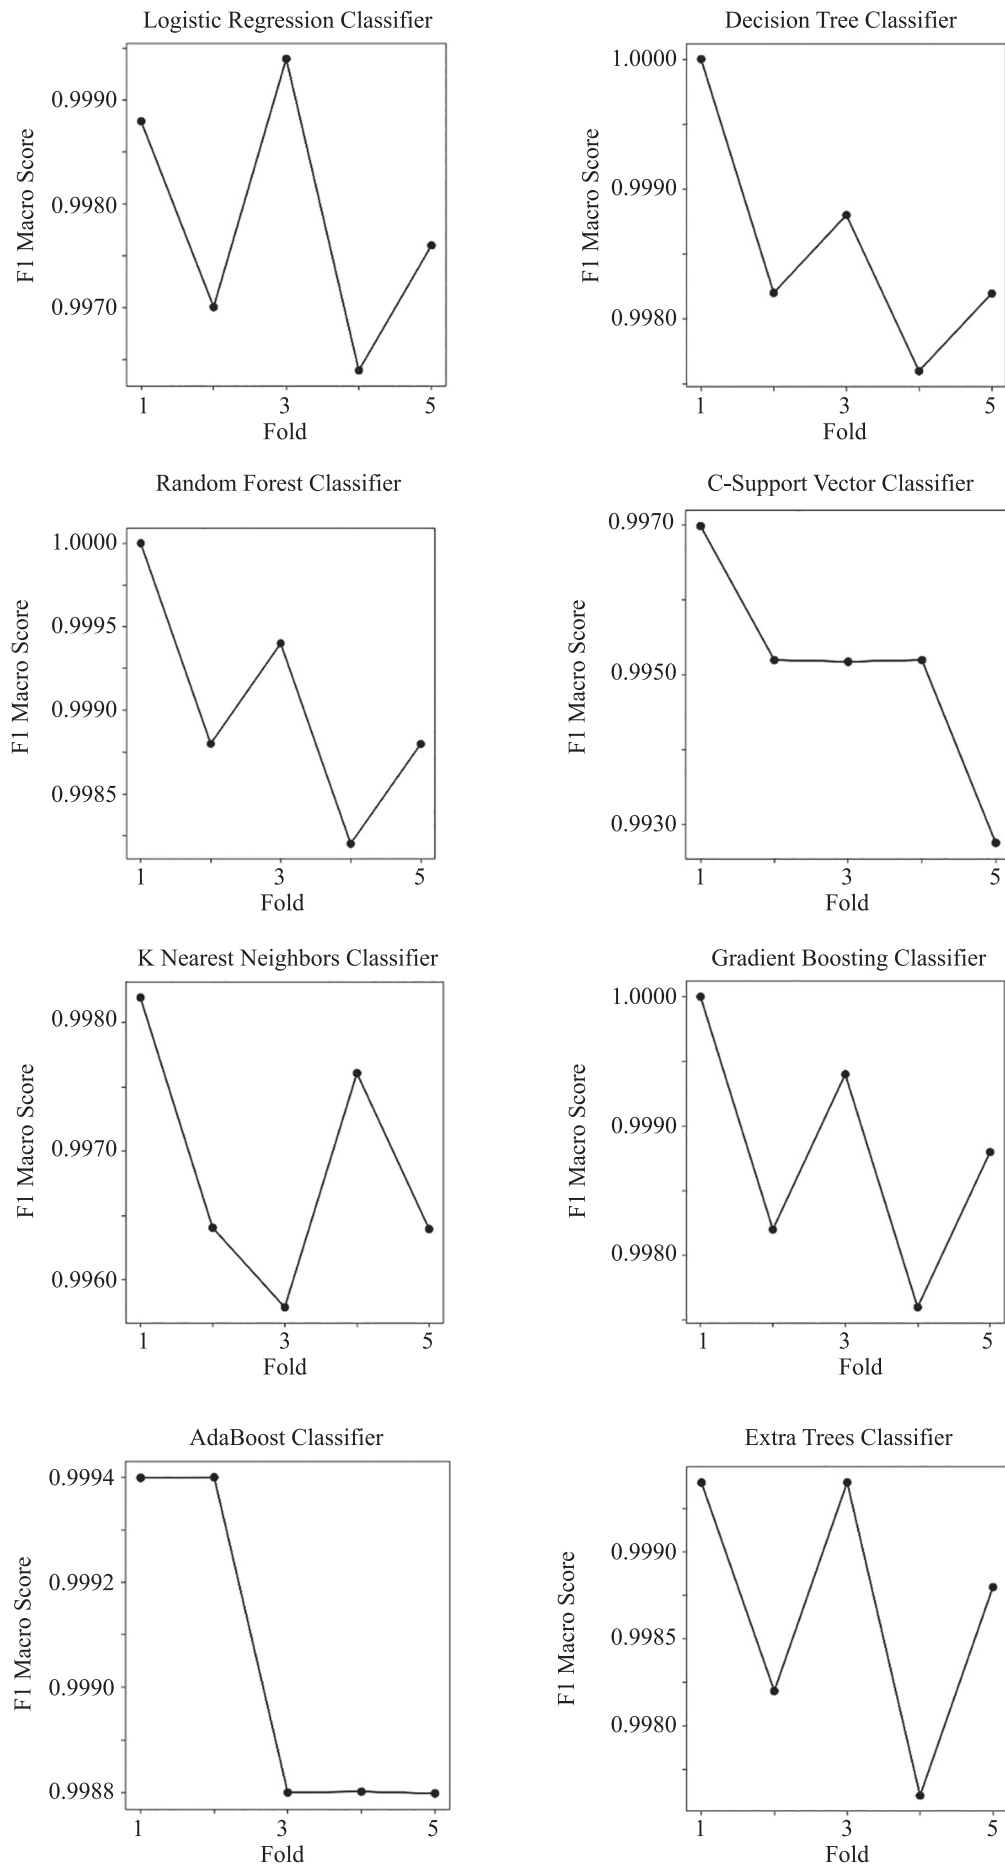 Logistic Regression Classifier
F1 Macro Score
0.9990
0.9980
0.9970
1 3 5
Fold
Decision Tree Classifier
F1 Macro Score
1.0000
0.9990
0.9980
1 3 5
Fold
Random Forest Classifier
F1 Macro Score
1.0000
0.9995
0.9990
0.9985
1 3 5
Fold
C-Support Vector Classifier
F1 Macro Score
0.9970
0.9950
0.9930
1 3 5
Fold
K Nearest Neighbors Classifier
F1 Macro Score
0.9980
0.9970
0.9960
1 3 5
Fold
Gradient Boosting Classifier
F1 Macro Score
1.0000
0.9990
0.9980
1 3 5
Fold
AdaBoost Classifier
F1 Macro Score
0.9994
0.9992
0.9990
0.9988
1 3 5
Fold
Extra Trees Classifier
F1 Macro Score
0.9990
0.9985
0.9980
1 3 5
Fold